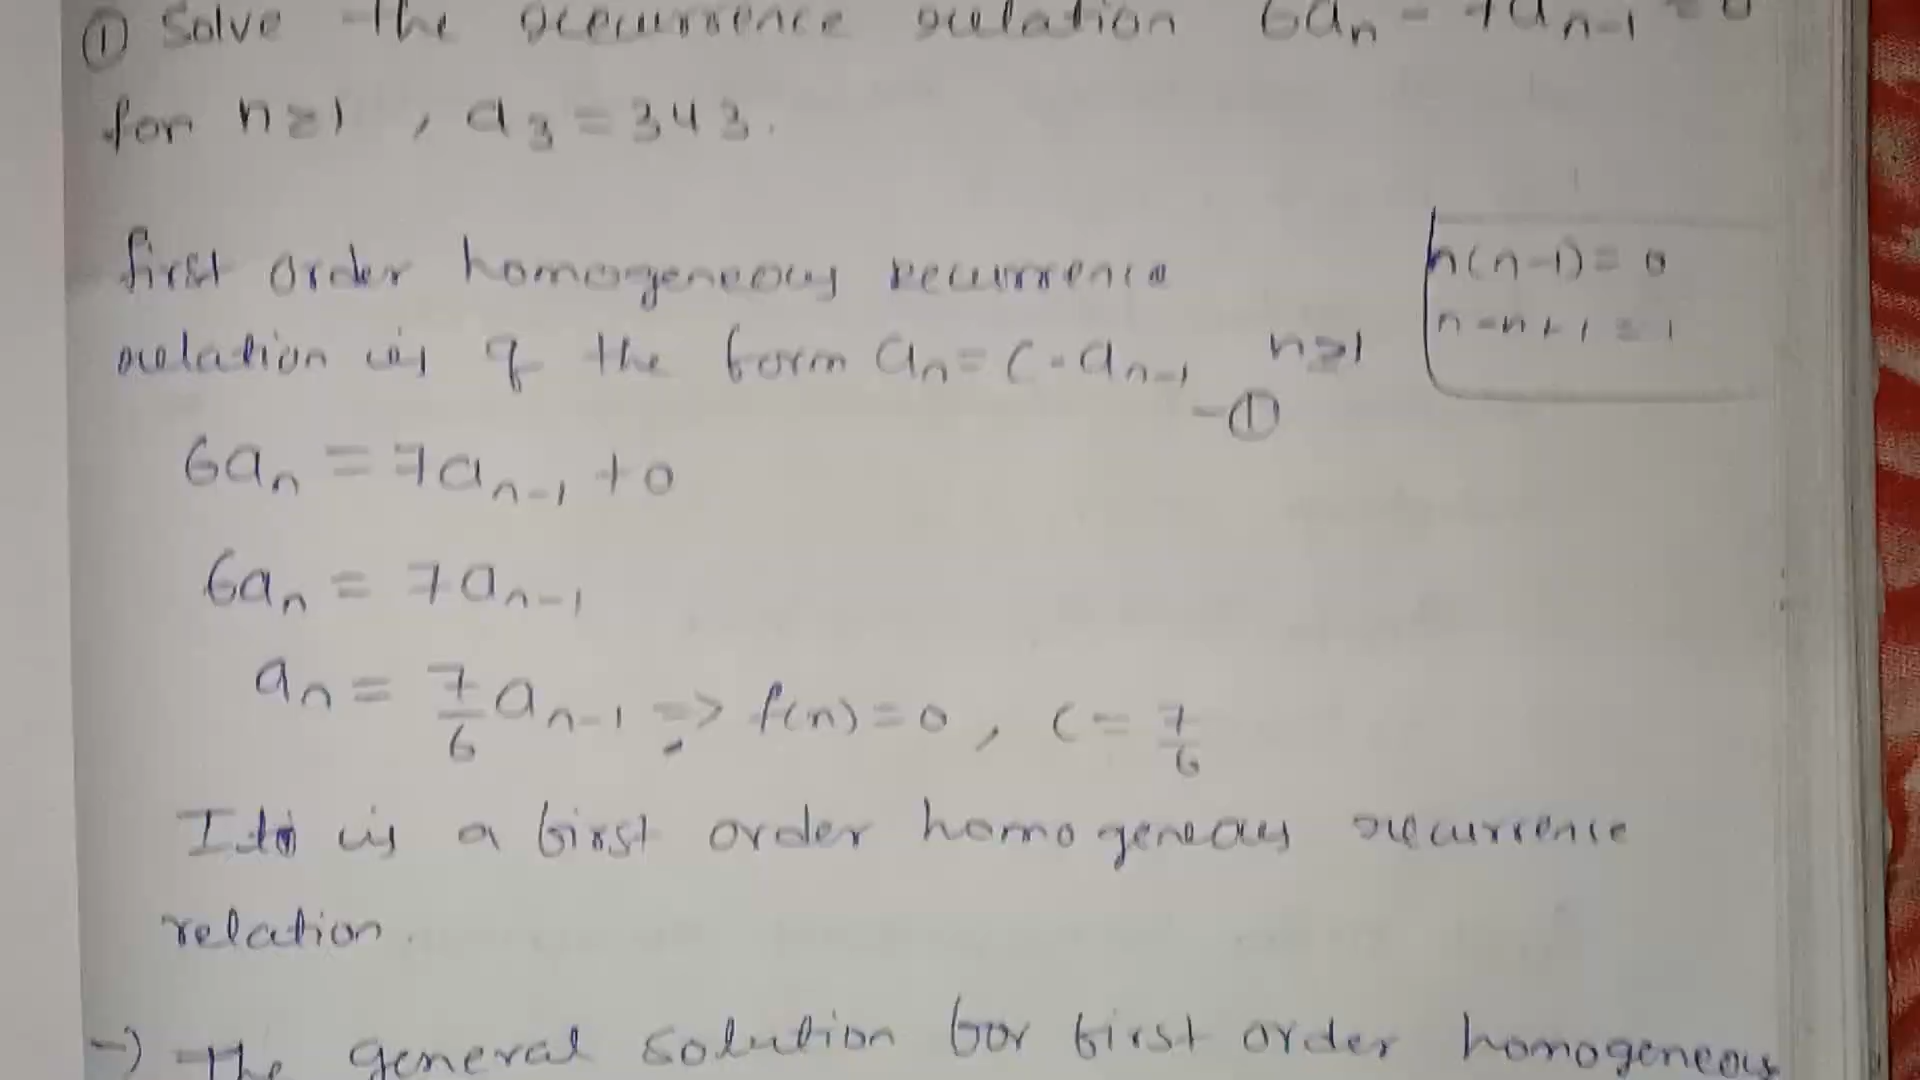 ① Solve the recurrence relation 6aₙ - 7aₙ₋₁ = 0
for n≥1 , a₃ = 343.
first order homogeneous recurrence
relation is of the form aₙ = c·aₙ₋₁ n≥1
-①
n(n-1) = 0
n-n+1 = 1
6aₙ = 7aₙ₋₁ + 0
6aₙ = 7aₙ₋₁
aₙ = 7/6 aₙ₋₁ => f(n) = 0 , c = 7/6
It is a first order homogeneous recurrence
relation.
-) The general solution for first order homogeneous